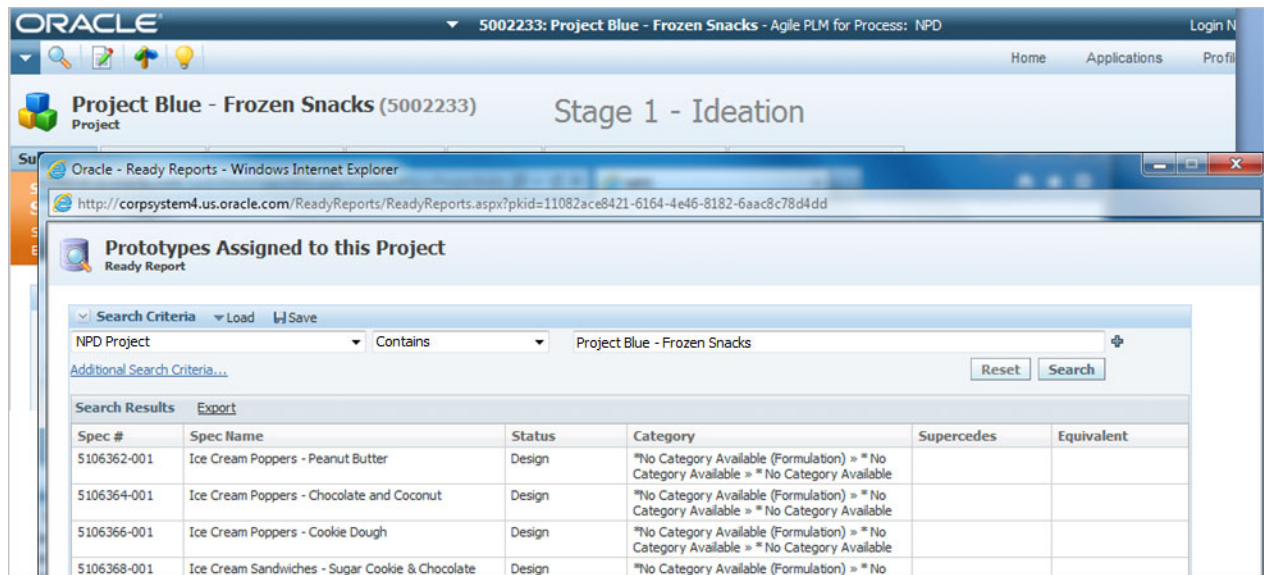 ORACLE
5002233: Project Blue - Frozen Snacks - Agile PLM for Process: NPD
Login N
Home Applications Profil
Project Blue - Frozen Snacks (5002233)
Project
Stage 1 - Ideation
Su
Oracle - Ready Reports - Windows Internet Explorer
http://corpsystem4.us.oracle.com/ReadyReports/ReadyReports.aspx?pkid=11082ace8421-6164-4e46-8182-6aac8c78d4dd
Prototypes Assigned to this Project
Ready Report
Search Criteria Load Save
NPD Project Contains Project Blue - Frozen Snacks
Additional Search Criteria... Reset Search
Search Results Export
Spec # Spec Name Status Category Supercedes Equivalent
5106362-001 Ice Cream Poppers - Peanut Butter Design *No Category Available (Formulation) » * No
Category Available » * No Category Available
5106364-001 Ice Cream Poppers - Chocolate and Coconut Design *No Category Available (Formulation) » * No
Category Available » * No Category Available
5106366-001 Ice Cream Poppers - Cookie Dough Design *No Category Available (Formulation) » * No
Category Available » * No Category Available
5106368-001 Ice Cream Sandwiches - Sugar Cookie & Chocolate Design *No Category Available (Formulation) » * No